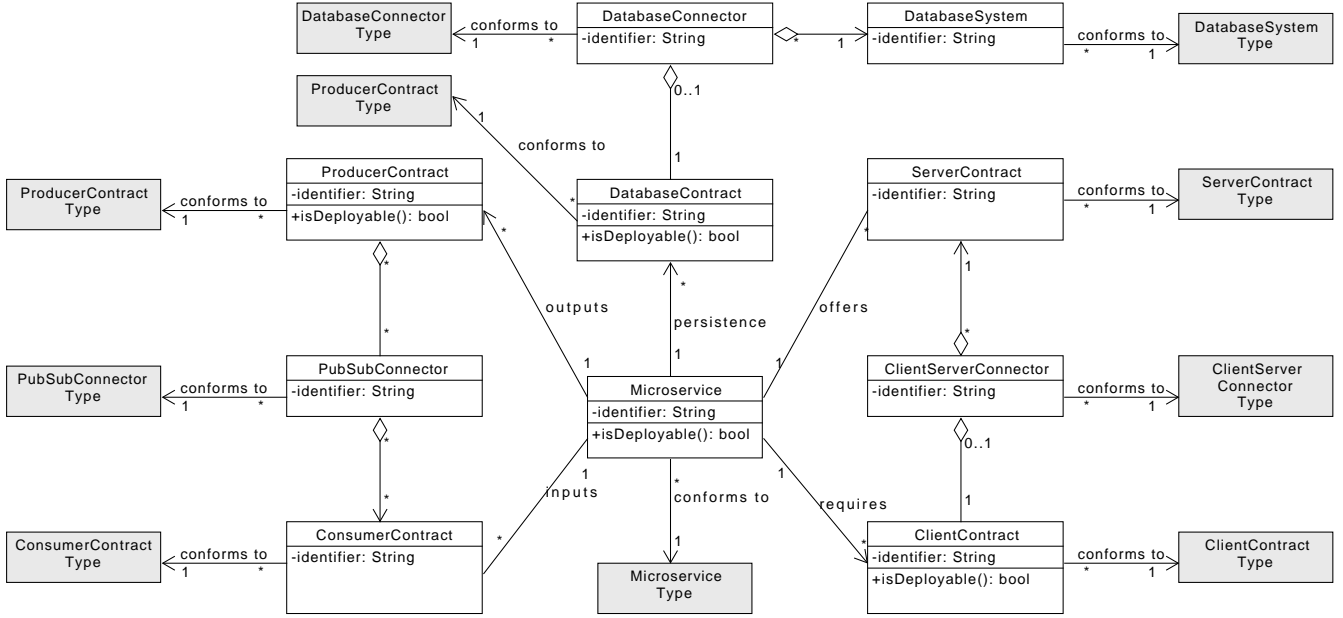 DatabaseConnector
Type
conforms to
1
*
DatabaseConnector
-identifier: String
*
1
DatabaseSystem
-identifier: String
conforms to
*
1
DatabaseSystem
Type
ProducerContract
Type
1
conforms to
*
0..1
1
ProducerContract
Type
conforms to
1
*
ProducerContract
-identifier: String
+isDeployable(): bool
DatabaseContract
-identifier: String
+isDeployable(): bool
ServerContract
-identifier: String
conforms to
*
1
ServerContract
Type
*
*
outputs
1
*
*
persistence
1
*
offers
1
1
*
PubSubConnector
Type
conforms to
1
*
PubSubConnector
-identifier: String
Microservice
-identifier: String
+isDeployable(): bool
ClientServerConnector
-identifier: String
conforms to
*
1
ClientServer
Connector
Type
*
*
1
inputs
*
*
conforms to
1
1
requires
*
0..1
1
ConsumerContract
Type
conforms to
1
*
ConsumerContract
-identifier: String
Microservice
Type
ClientContract
-identifier: String
+isDeployable(): bool
conforms to
*
1
ClientContract
Type